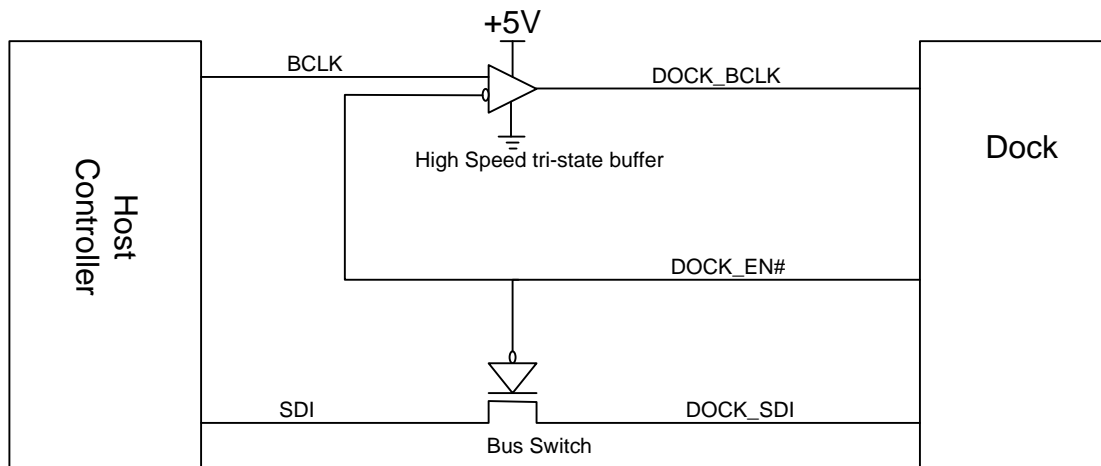 +5V
BCLK
DOCK_BCLK
High Speed tri-state buffer
Host
Controller
Dock
DOCK_EN#
SDI
DOCK_SDI
Bus Switch